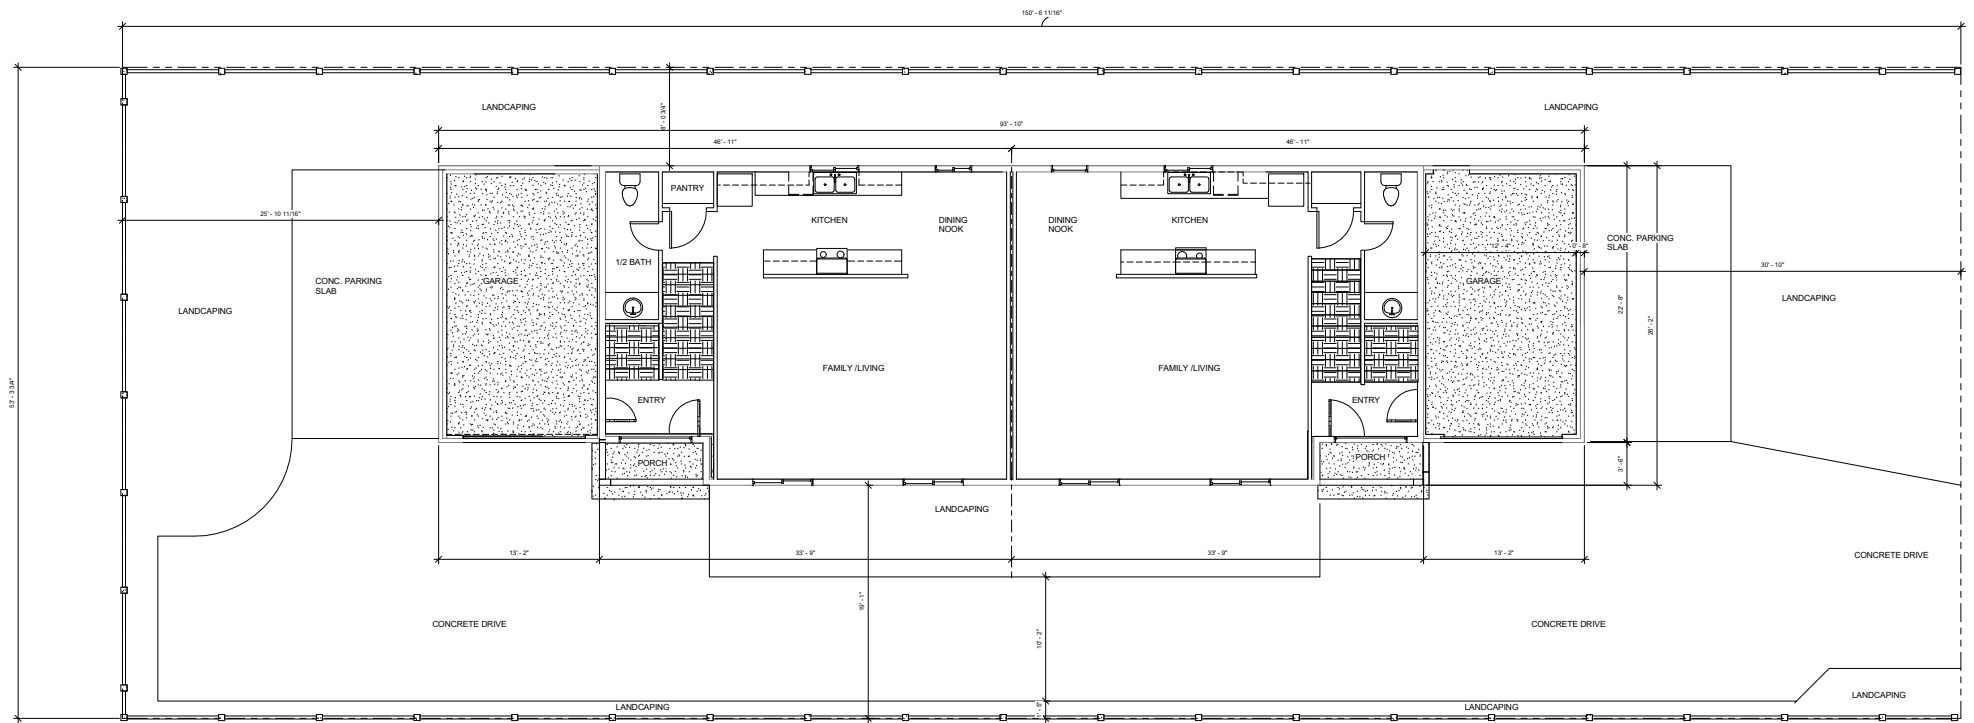 150' - 6 11/16"
LANDCAPING
LANDCAPING
8' - 0 3/4"
93' - 10"
46' - 11"
46' - 11"
PANTRY
25' - 10 11/16"
KITCHEN
DINING
NOOK
DINING
NOOK
KITCHEN
CONC. PARKING
SLAB
12' - 4"
0' - 8"
1/2 BATH
30' - 10"
CONC. PARKING
SLAB
GARAGE
GARAGE
LANDCAPING
LANDCAPING
22' - 8"
26' - 2"
FAMILY /LIVING
FAMILY /LIVING
53' - 3 3/4"
ENTRY
ENTRY
PORCH
PORCH
3' - 6"
LANDCAPING
13' - 2"
33' - 9"
33' - 9"
13' - 2"
CONCRETE DRIVE
19' - 1"
CONCRETE DRIVE
10' - 2"
CONCRETE DRIVE
LANDCAPING
LANDCAPING
LANDCAPING